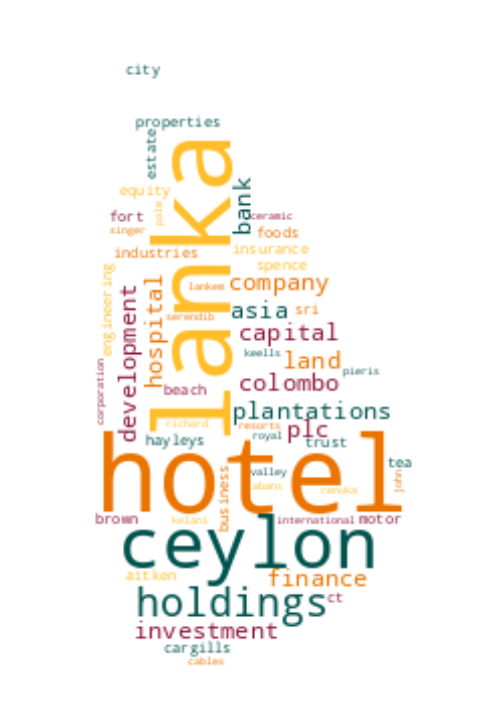 city
properties
estate
lanka
equity
pale
bank
fort
ceramic
singer
foods
industries
insurance
spence
engineering
hospital
lankem
company
development
serendib
asia
sri
capital
keells
land
pieris
corporation
beach
colombo
plantations
richard
resorts
plc
hayleys
royal
trust
hotel
tea
valley
john
business
abans
renuka
brown
kelani
international
motor
ceylon
aitken
finance
holdings
ct
investment
cargills
cables